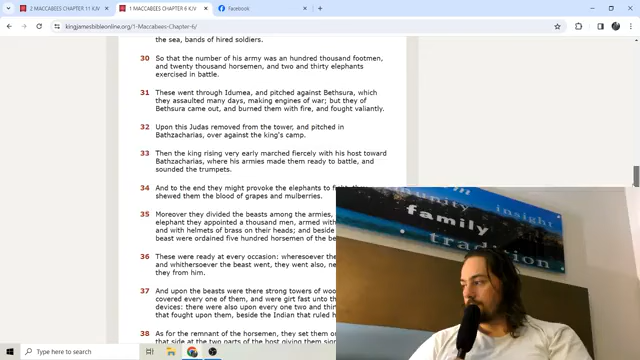 2 MACCABEES CHAPTER 11 KJV
1 MACCABEES CHAPTER 6 KJV
Facebook
kingjamesbibleonline.org/1-Maccabees-Chapter-6/
the sea, bands of hired soldiers.
30 So that the number of his army was an hundred thousand footmen,
and twenty thousand horsemen, and two and thirty elephants
exercised in battle.
31 These went through Idumea, and pitched against Bethsura, which
they assaulted many days, making engines of war; but they of
Bethsura came out, and burned them with fire, and fought valiantly.
32 Upon this Judas removed from the tower, and pitched in
Bathzacharias, over against the king's camp.
33 Then the king rising very early marched fiercely with his host toward
Bathzacharias, where his armies made them ready to battle, and
sounded the trumpets.
34 And to the end they might provoke the elephants to
shewed them the blood of grapes and mulberries.
35 Moreover they divided the beasts among the armies,
elephant they appointed a thousand men, armed with
and with helmets of brass on their heads; and beside
beast were ordained five hundred horsemen of the
36 These were ready at every occasion: wheresoever the
and whithersoever the beast went, they went also,
they from him.
37 And upon the beasts were there strong towers of
covered every one of them, and were girt fast unto
devices: there were also upon every one two and
that fought upon them, beside the Indian that ruled
38 As for the remnant of the horsemen, they set them
that side at the two parts of the host giving them
insight
family
tradition
Type here to search